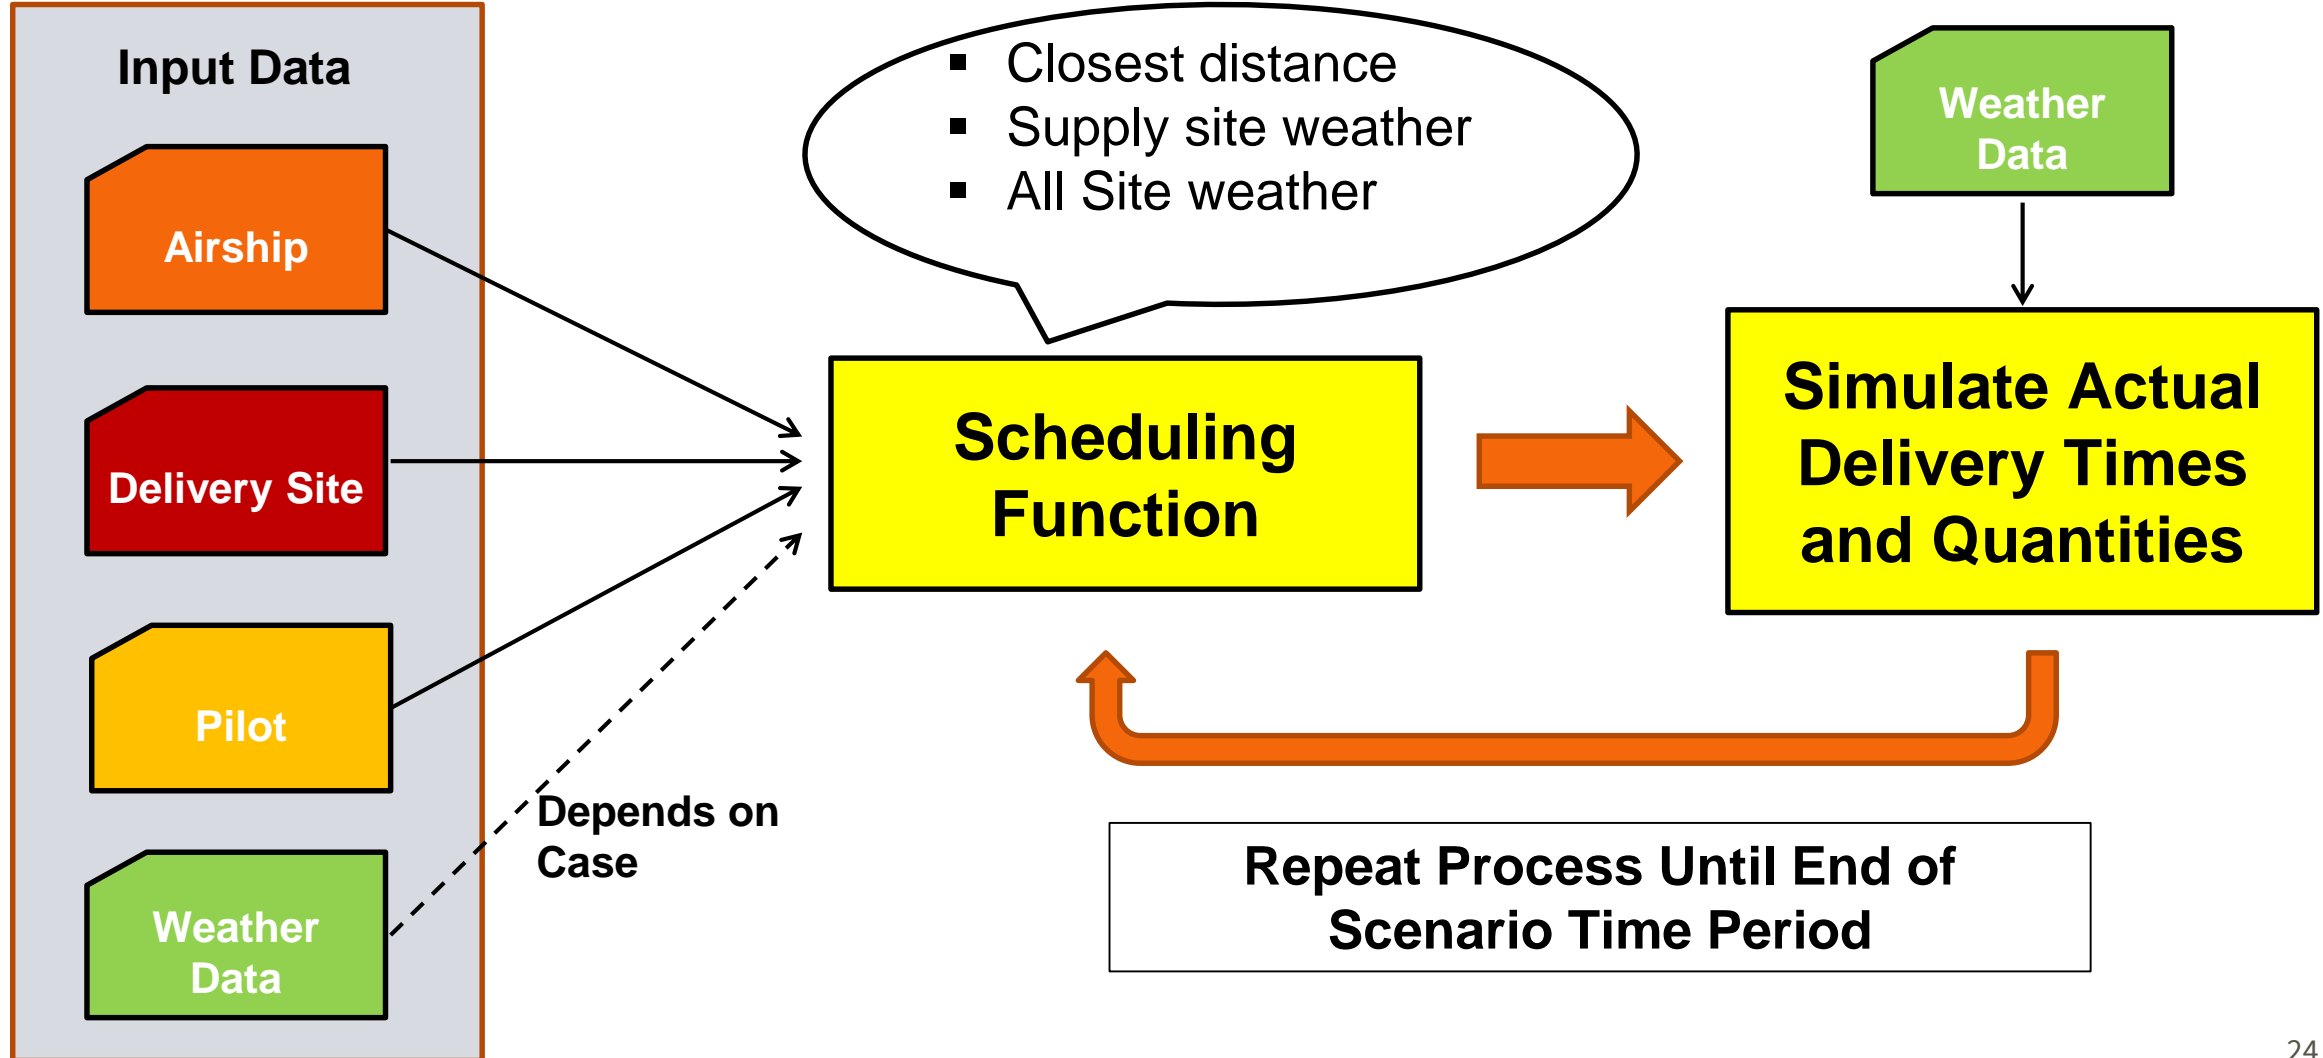 Input Data
Airship
Delivery Site
Pilot
Weather
Data
Depends on
Case
▪ Closest distance
▪ Supply site weather
▪ All Site weather
Scheduling
Function
Weather
Data
Simulate Actual
Delivery Times
and Quantities
Repeat Process Until End of
Scenario Time Period
24